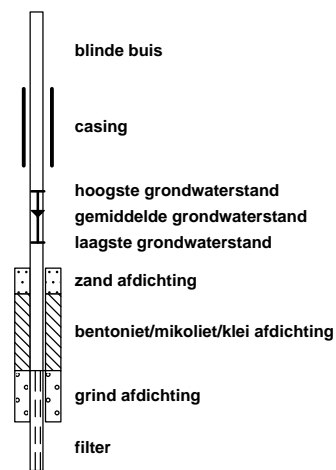 blinde buis
casing
hoogste grondwaterstand
gemiddelde grondwaterstand
laagste grondwaterstand
zand afdichting
bentoniet/mikoliet/klei afdichting
grind afdichting
filter